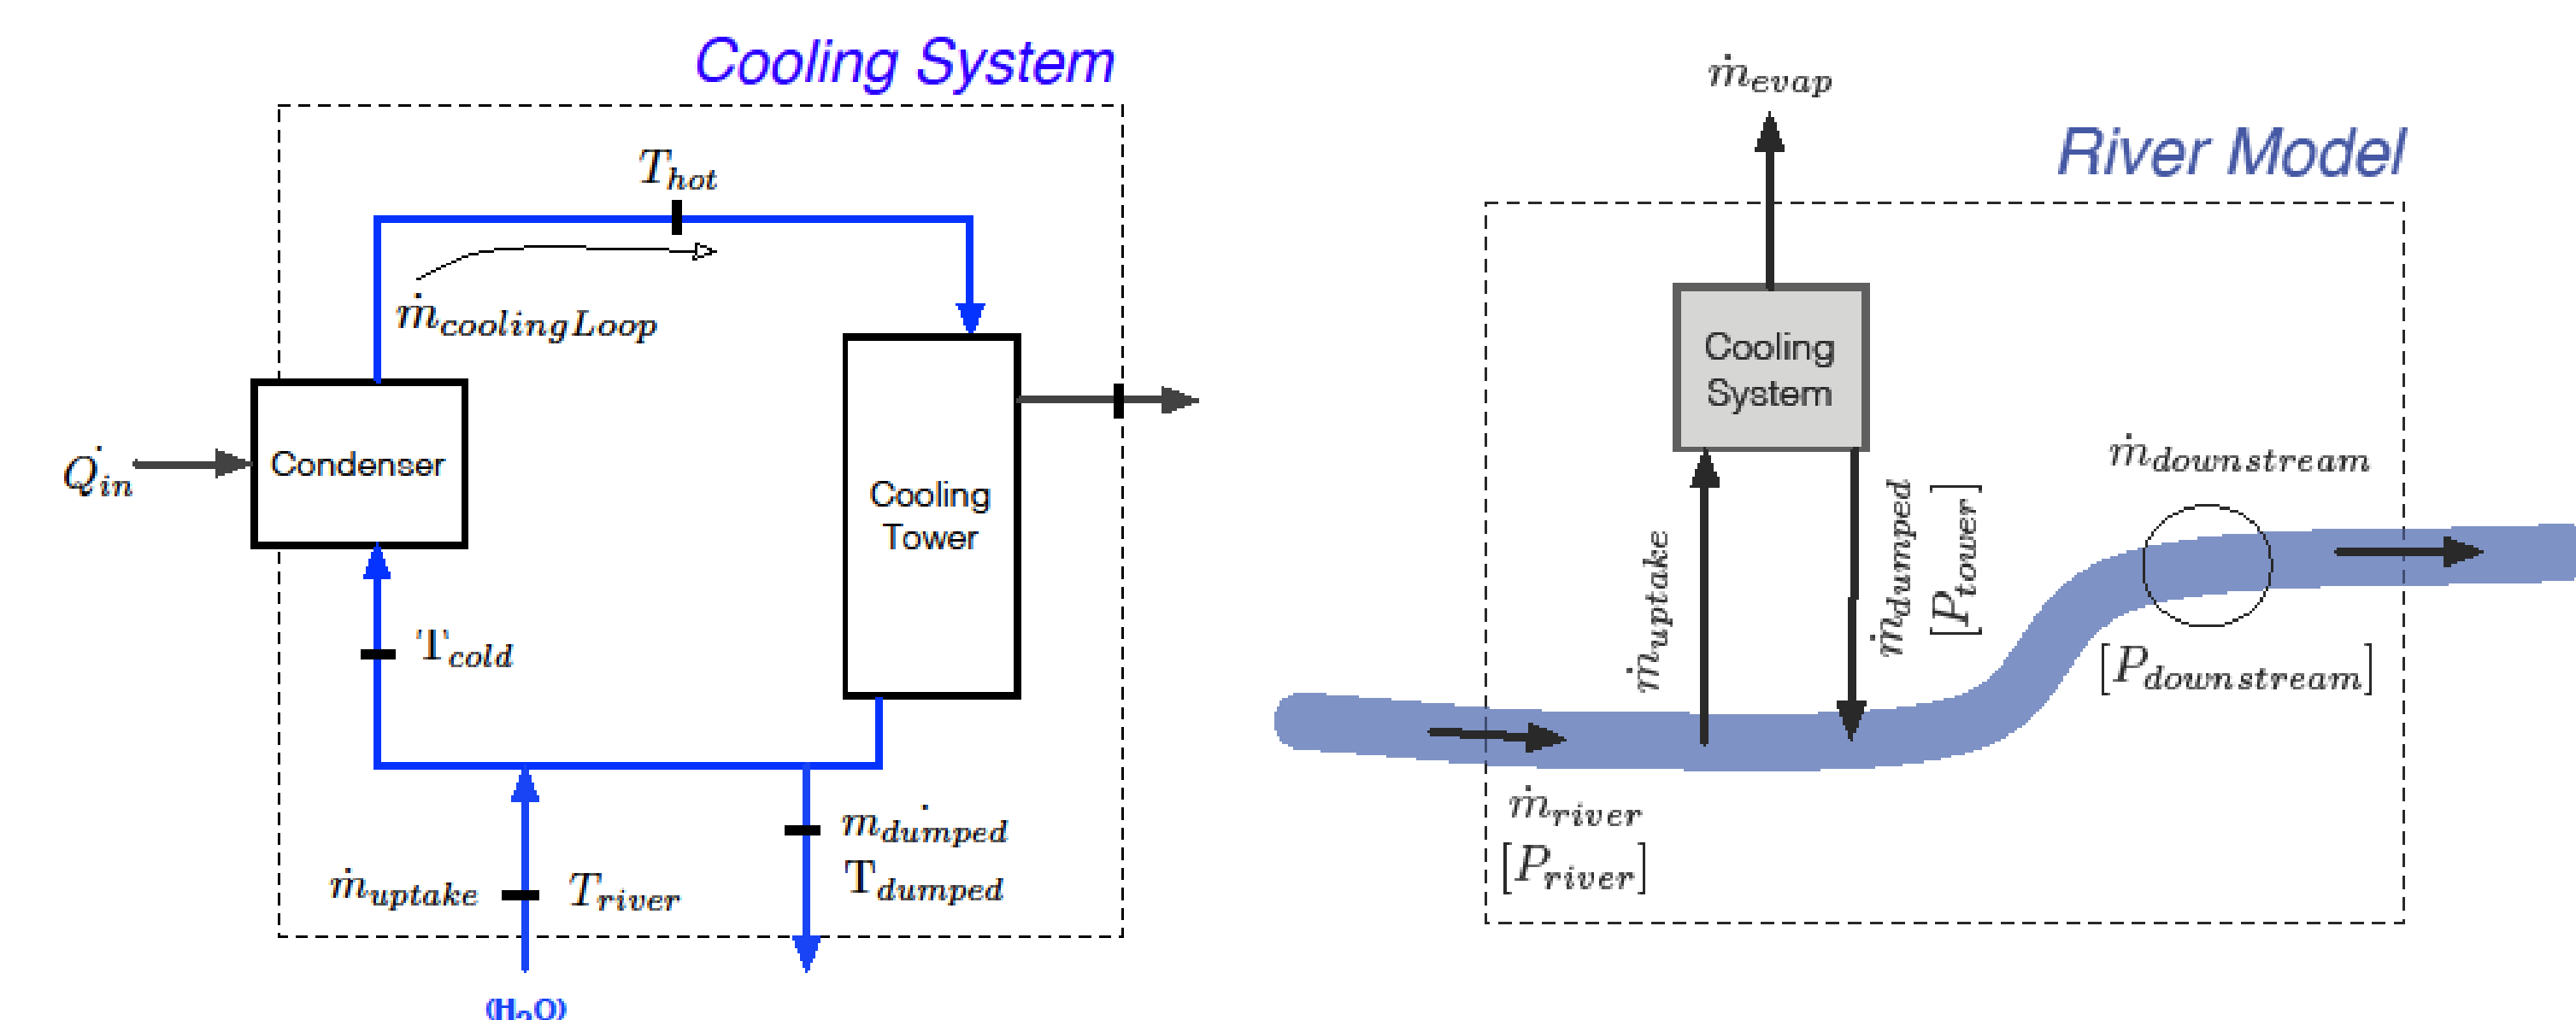 Cooling System
T_hot
ṁ_coolingLoop
Q̇_in
Condenser
Cooling
Tower
T_cold
ṁ_uptake
T_river
ṁ_dumped
T_dumped
(H₂O)
River Model
ṁ_evap
Cooling
System
ṁ_uptake
ṁ_dumped
[P_tower]
ṁ_downstream
[P_downstream]
ṁ_river
[P_river]